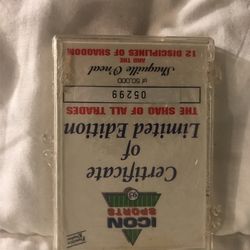 ICON
SPORTS
Certificate
of
Limited Edition
THE SHAQ OF ALL TRADES
05299
of 50,000
Shaquille O'neal
AND THE
12 DISCIPLINES OF SHAQDOM